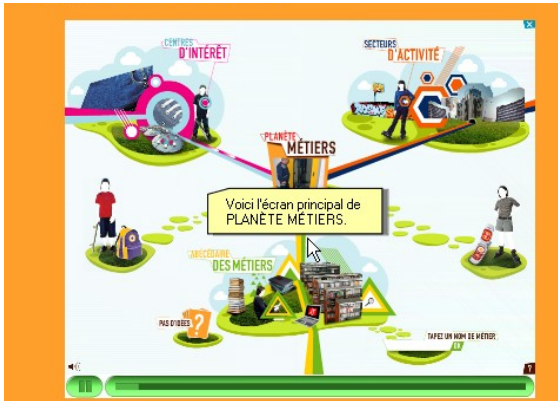 CENTRES
D'INTÉRÊT
SECTEURS
D'ACTIVITÉ
PLANÈTE
MÉTIERS
Voici l'écran principal de
PLANÈTE MÉTIERS.
ABÉCÉDAIRE
DES MÉTIERS
PAS D'IDÉES
?
TAPEZ UN NOM DE MÉTIER
OK
?